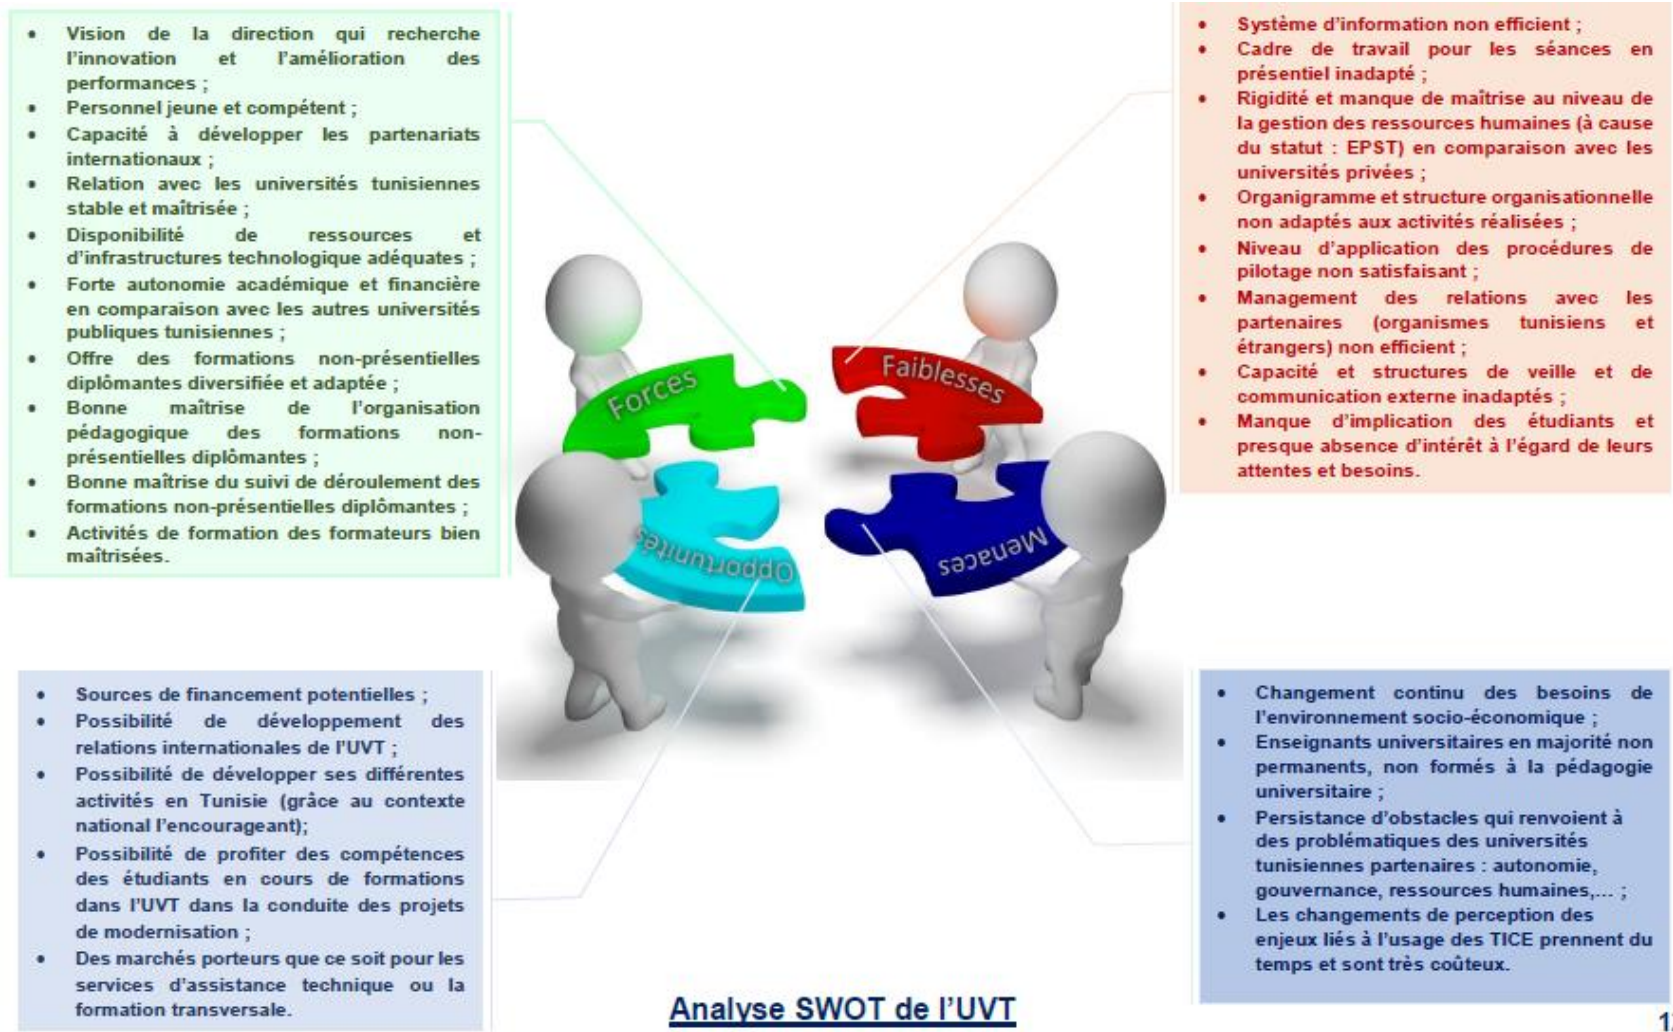 • Vision de la direction qui recherche
l'innovation et l'amélioration des
performances ;
• Personnel jeune et compétent ;
• Capacité à développer les partenariats
internationaux ;
• Relation avec les universités tunisiennes
stable et maîtrisée ;
• Disponibilité de ressources et
d'infrastructures technologique adéquates ;
• Forte autonomie académique et financière
en comparaison avec les autres universités
publiques tunisiennes ;
• Offre des formations non-présentielles
diplômantes diversifiée et adaptée ;
• Bonne maîtrise de l'organisation
pédagogique des formations non-
présentielles diplômantes ;
• Bonne maîtrise du suivi de déroulement des
formations non-présentielles diplômantes ;
• Activités de formation des formateurs bien
maîtrisées.
• Système d'information non efficient ;
• Cadre de travail pour les séances en
présentiel inadapté ;
• Rigidité et manque de maîtrise au niveau de
la gestion des ressources humaines (à cause
du statut : EPST) en comparaison avec les
universités privées ;
• Organigramme et structure organisationnelle
non adaptés aux activités réalisées ;
• Niveau d'application des procédures de
pilotage non satisfaisant ;
• Management des relations avec les
partenaires (organismes tunisiens et
étrangers) non efficient ;
• Capacité et structures de veille et de
communication externe inadaptés ;
• Manque d'implication des étudiants et
presque absence d'intérêt à l'égard de leurs
attentes et besoins.
Forces
Faiblesses
Opportunités
Menaces
• Sources de financement potentielles ;
• Possibilité de développement des
relations internationales de l'UVT ;
• Possibilité de développer ses différentes
activités en Tunisie (grâce au contexte
national l'encourageant);
• Possibilité de profiter des compétences
des étudiants en cours de formations
dans l'UVT dans la conduite des projets
de modernisation ;
• Des marchés porteurs que ce soit pour les
services d'assistance technique ou la
formation transversale.
• Changement continu des besoins de
l'environnement socio-économique ;
• Enseignants universitaires en majorité non
permanents, non formés à la pédagogie
universitaire ;
• Persistance d'obstacles qui renvoient à
des problématiques des universités
tunisiennes partenaires : autonomie,
gouvernance, ressources humaines,... ;
• Les changements de perception des
enjeux liés à l'usage des TICE prennent du
temps et sont très coûteux.
Analyse SWOT de l'UVT